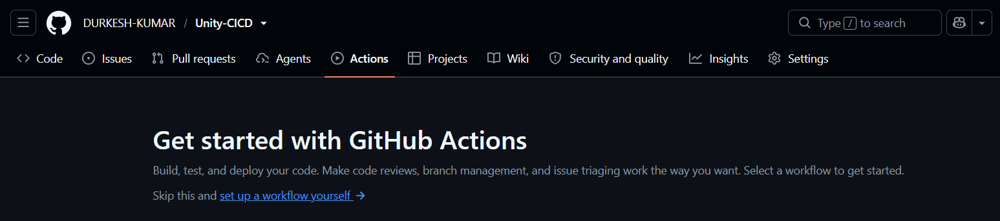 DURKESH-KUMAR / Unity-CICD Type / to search
Code Issues Pull requests Agents Actions Projects Wiki Security and quality Insights Settings
Get started with GitHub Actions
Build, test, and deploy your code. Make code reviews, branch management, and issue triaging work the way you want. Select a workflow to get started.
Skip this and set up a workflow yourself →